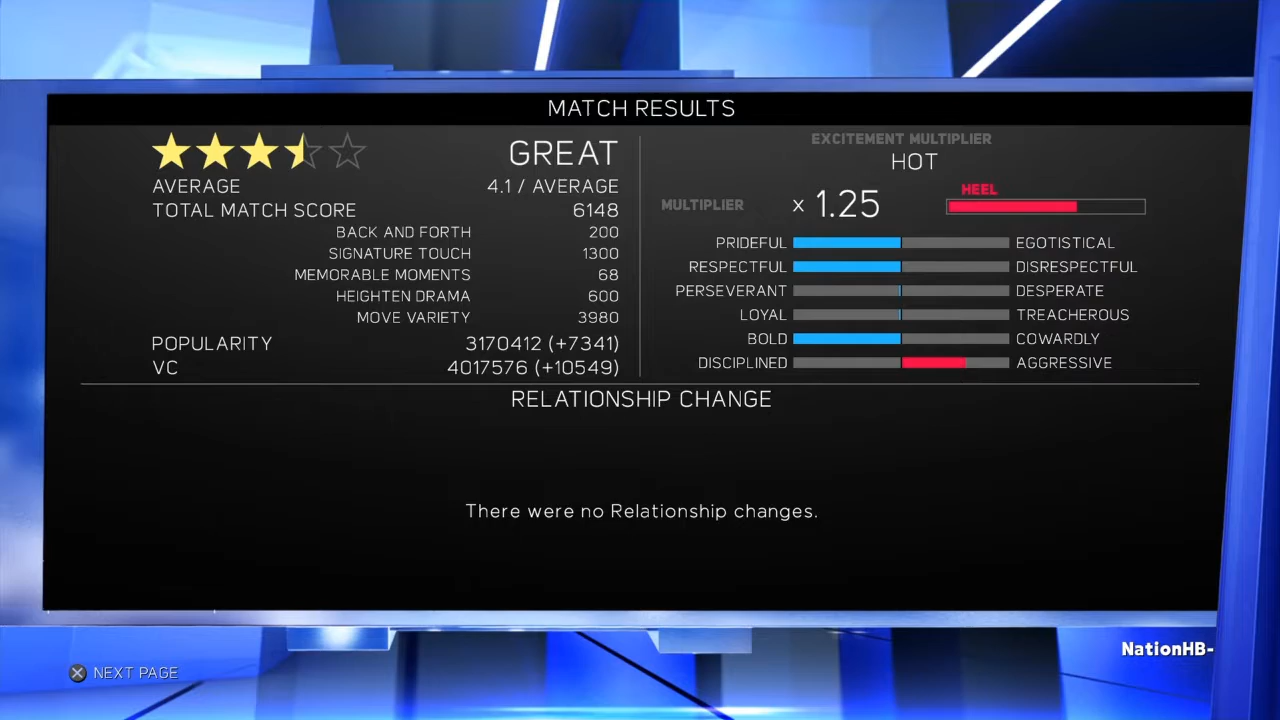 MATCH RESULTS
GREAT
AVERAGE 4.1 / AVERAGE
TOTAL MATCH SCORE 6148
BACK AND FORTH 200
SIGNATURE TOUCH 1300
MEMORABLE MOMENTS 68
HEIGHTEN DRAMA 600
MOVE VARIETY 3980
POPULARITY 3170412 (+7341)
VC 4017576 (+10549)
EXCITEMENT MULTIPLIER
HOT
HEEL
MULTIPLIER x 1.25
PRIDEFUL EGOTISTICAL
RESPECTFUL DISRESPECTFUL
PERSEVERANT DESPERATE
LOYAL TREACHEROUS
BOLD COWARDLY
DISCIPLINED AGGRESSIVE
RELATIONSHIP CHANGE
There were no Relationship changes.
NationHB-
NEXT PAGE